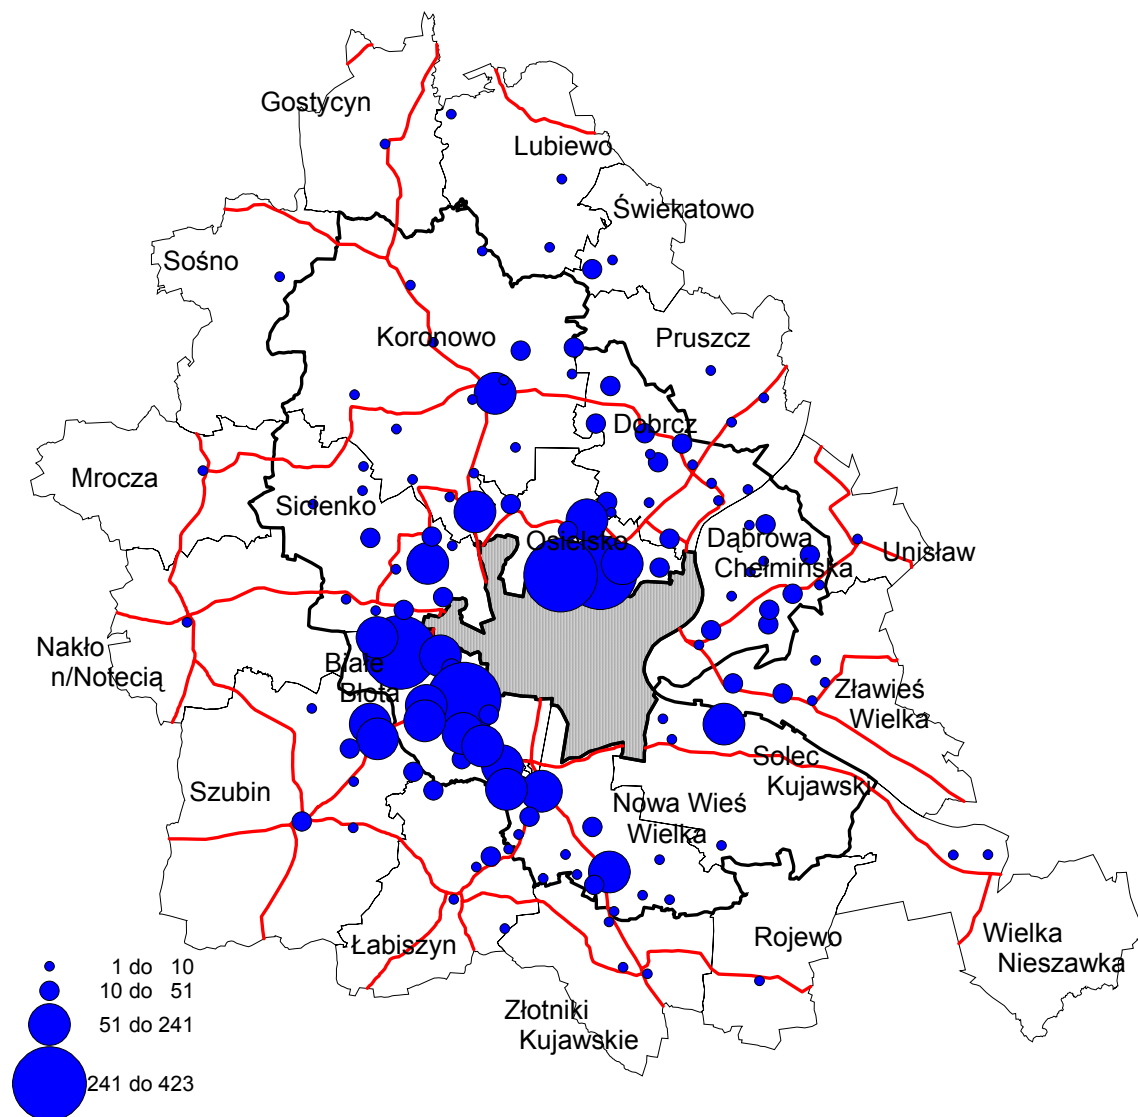 Gostycyn
Lubiewo
Świekatowo
Sośno
Koronowo
Pruszcz
Dobrcz
Mrocza
Sicienko
Osielsko
Dąbrowa
Chełmińska
Unisław
Nakło
n/Notecią
Białe
Błota
Zławieś
Wielka
Solec
Kujawski
Szubin
Nowa Wieś
Wielka
Łabiszyn
Rojewo
Wielka
Nieszawka
Złotniki
Kujawskie
1 do 10
10 do 51
51 do 241
241 do 423